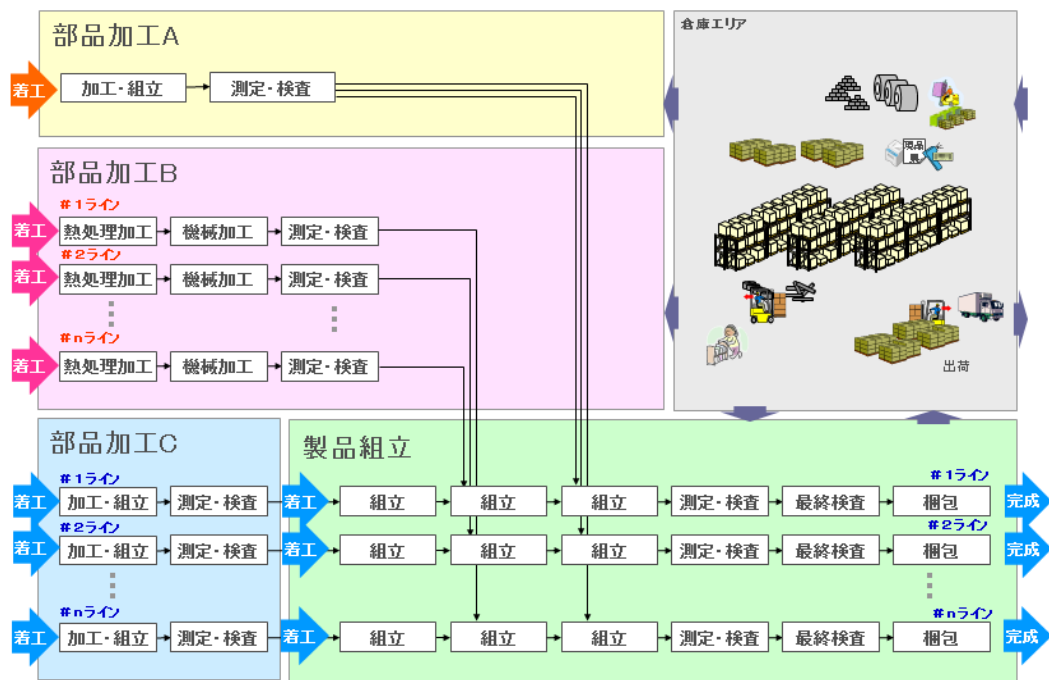 部品加工A
着工
加工・組立
測定・検査
倉庫エリア
現品票
出荷
部品加工B
#1ライン
着工
熱処理加工
機械加工
測定・検査
#2ライン
着工
熱処理加工
機械加工
測定・検査
#nライン
着工
熱処理加工
機械加工
測定・検査
部品加工C
#1ライン
着工
加工・組立
測定・検査
#2ライン
着工
加工・組立
測定・検査
#nライン
着工
加工・組立
測定・検査
製品組立
#1ライン
着工
組立
組立
組立
測定・検査
最終検査
梱包
完成
#2ライン
着工
組立
組立
組立
測定・検査
最終検査
梱包
完成
#nライン
着工
組立
組立
組立
測定・検査
最終検査
梱包
完成